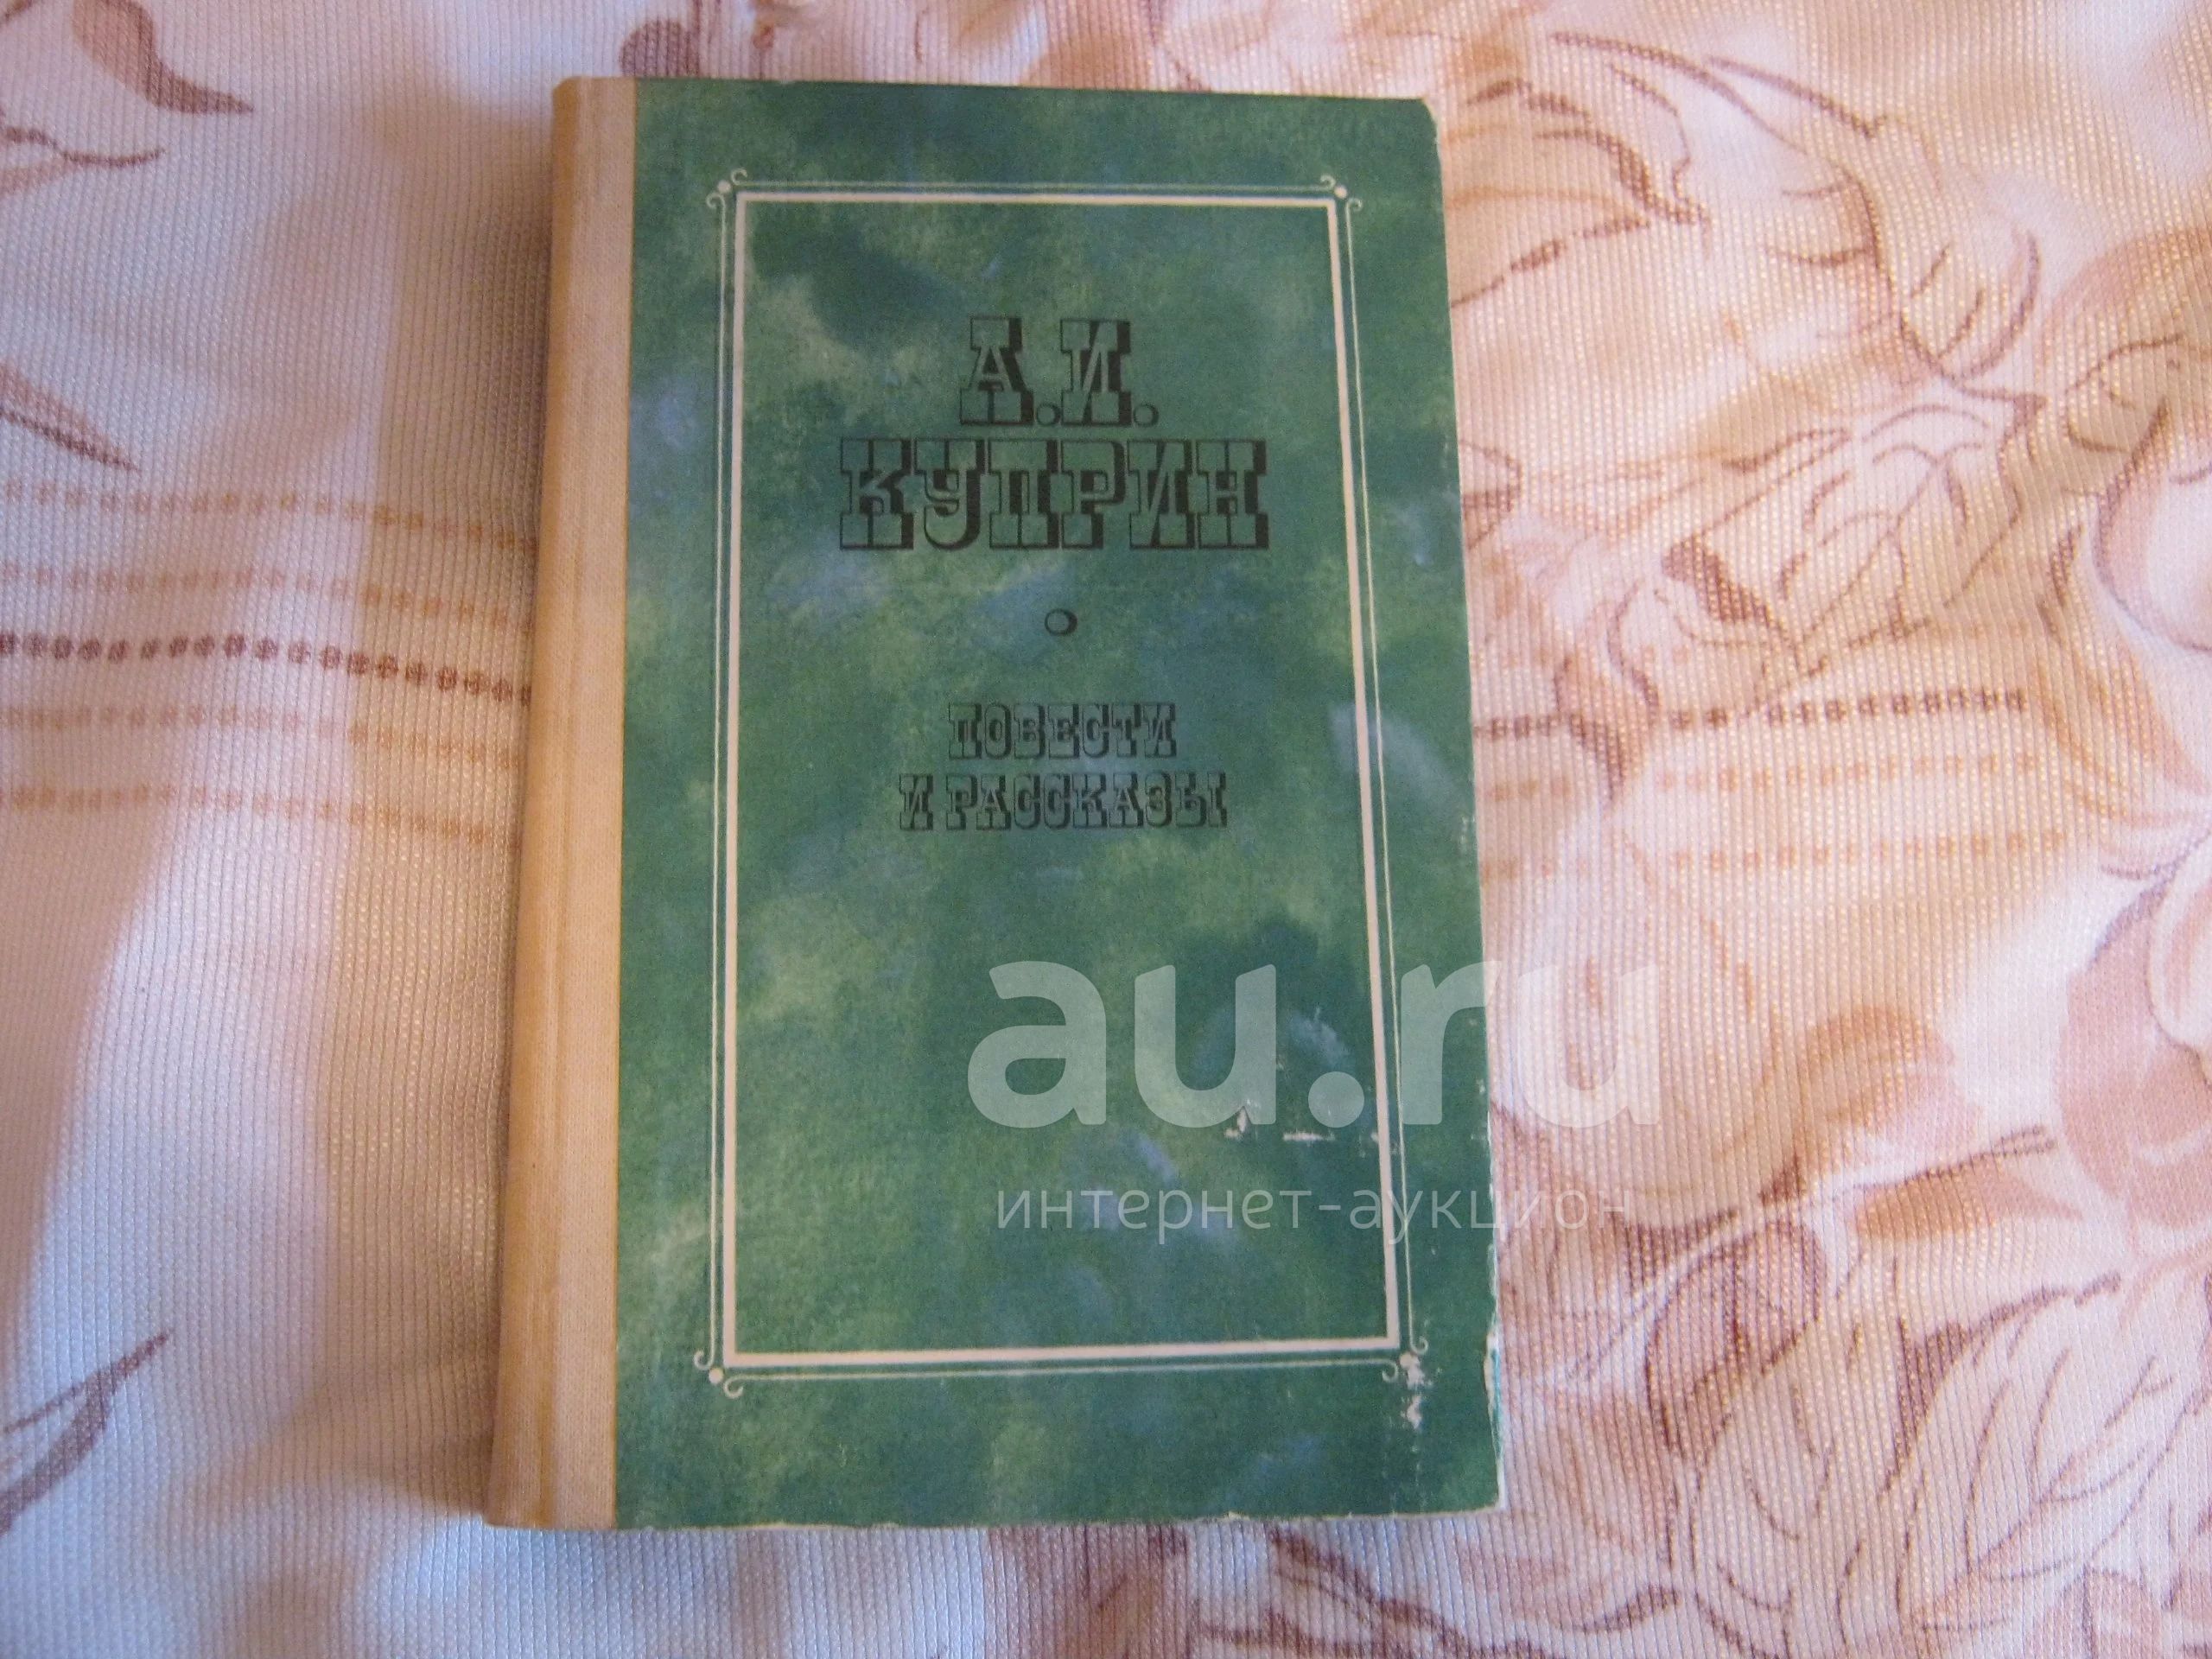 А.И.
КУПРИН
ПОВЕСТИ
И РАССКАЗЫ
au.ru
интернет-аукцион